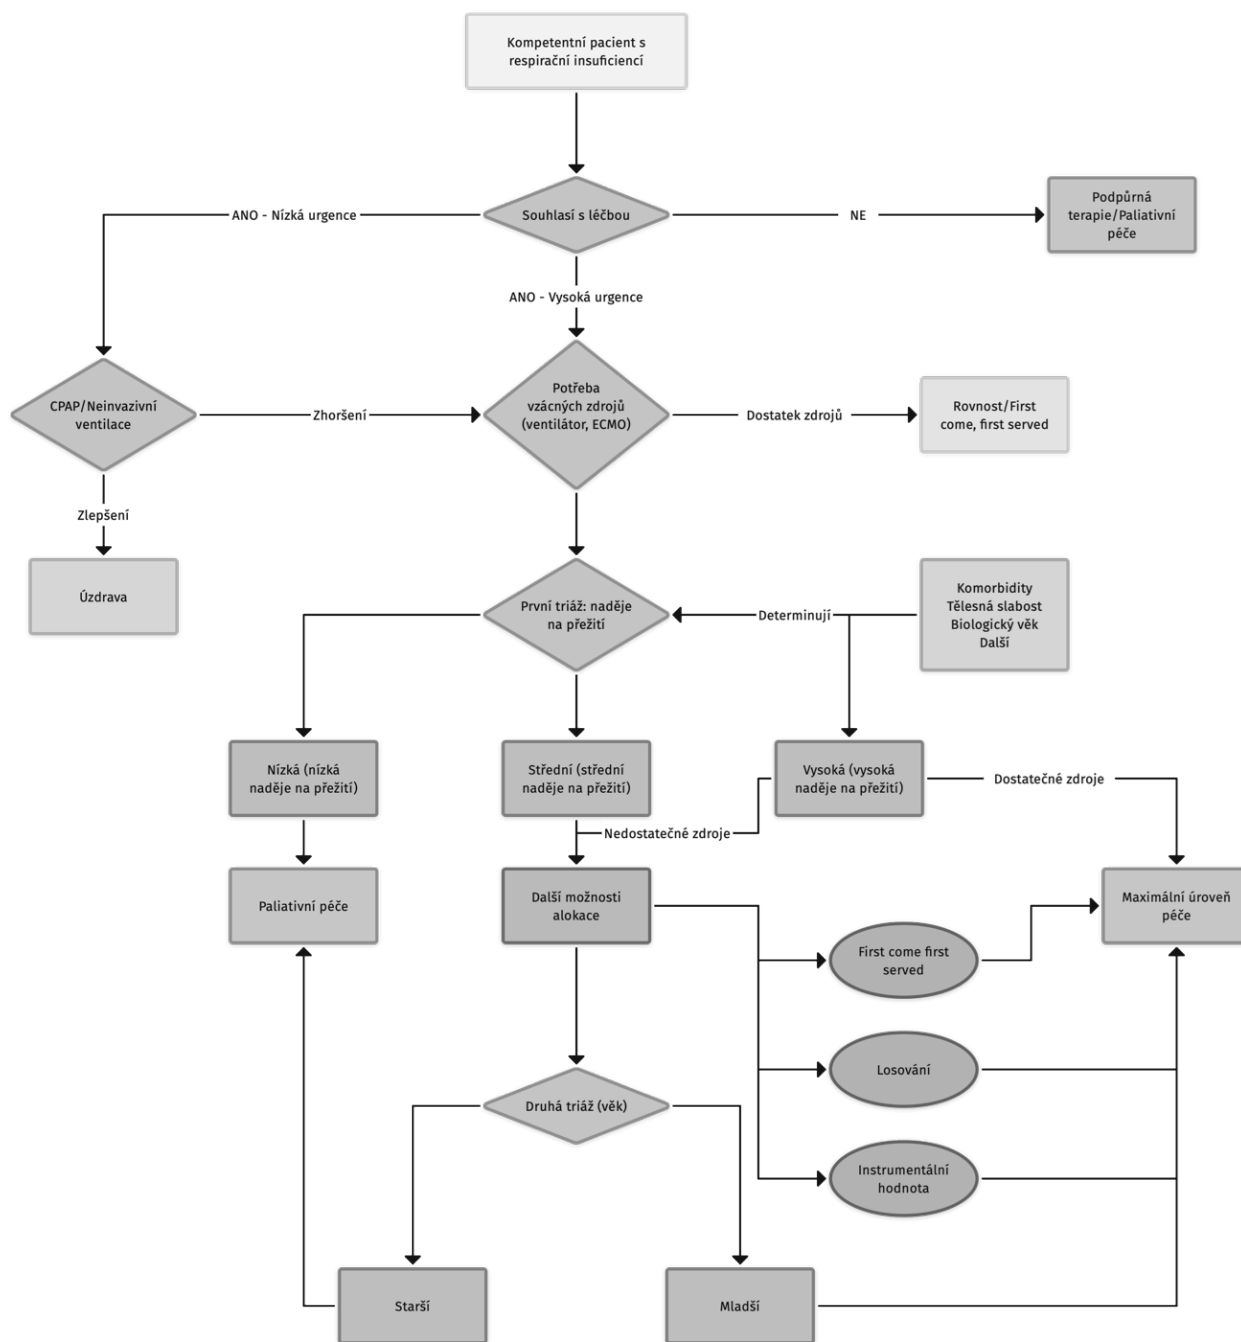 Kompetentní pacient s
respirační insuficiencí
ANO - Nízká urgence
Souhlasí s léčbou
NE
Podpůrná
terapie/Paliativní
péče
ANO - Vysoká urgence
CPAP/Neinvazivní
ventilace
Zhoršení
Potřeba
vzácných zdrojů
(ventilátor, ECMO)
Dostatek zdrojů
Rovnost/First
come, first served
Zlepšení
Úzdrava
První triáž: naděje
na přežití
Determinují
Komorbidity
Tělesná slabost
Biologický věk
Další
Nízká (nízká
naděje na přežití)
Střední (střední
naděje na přežití)
Vysoká (vysoká
naděje na přežití)
Dostatečné zdroje
Nedostatečné zdroje
Paliativní péče
Další možnosti
alokace
Maximální úroveň
péče
First come first
served
Losování
Druhá triáž (věk)
Instrumentální
hodnota
Starší
Mladší